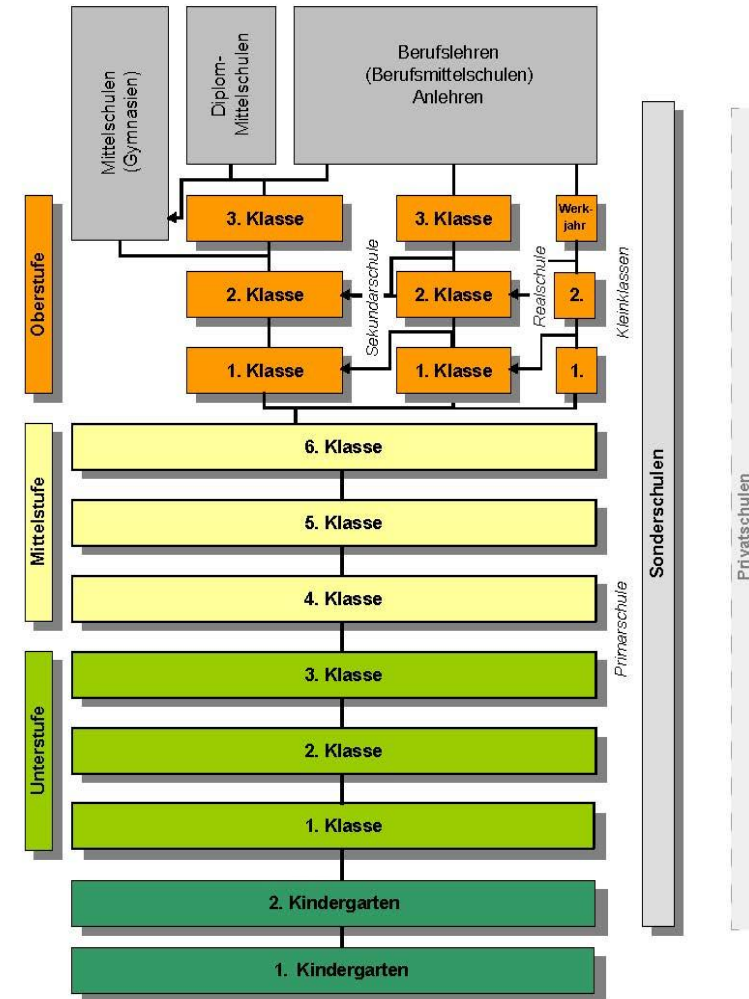 Mittelschulen
(Gymnasien)
Diplom-
Mittelschulen
Berufslehren
(Berufsmittelschulen)
Anlehren
Oberstufe
3. Klasse
3. Klasse
Werk-
jahr
2. Klasse
Sekundarschule
2. Klasse
Realschule
2.
Kleinklassen
1. Klasse
1. Klasse
1.
Mittelstufe
6. Klasse
5. Klasse
4. Klasse
Primarschule
Unterstufe
3. Klasse
2. Klasse
1. Klasse
2. Kindergarten
1. Kindergarten
Sonderschulen
Privatschulen